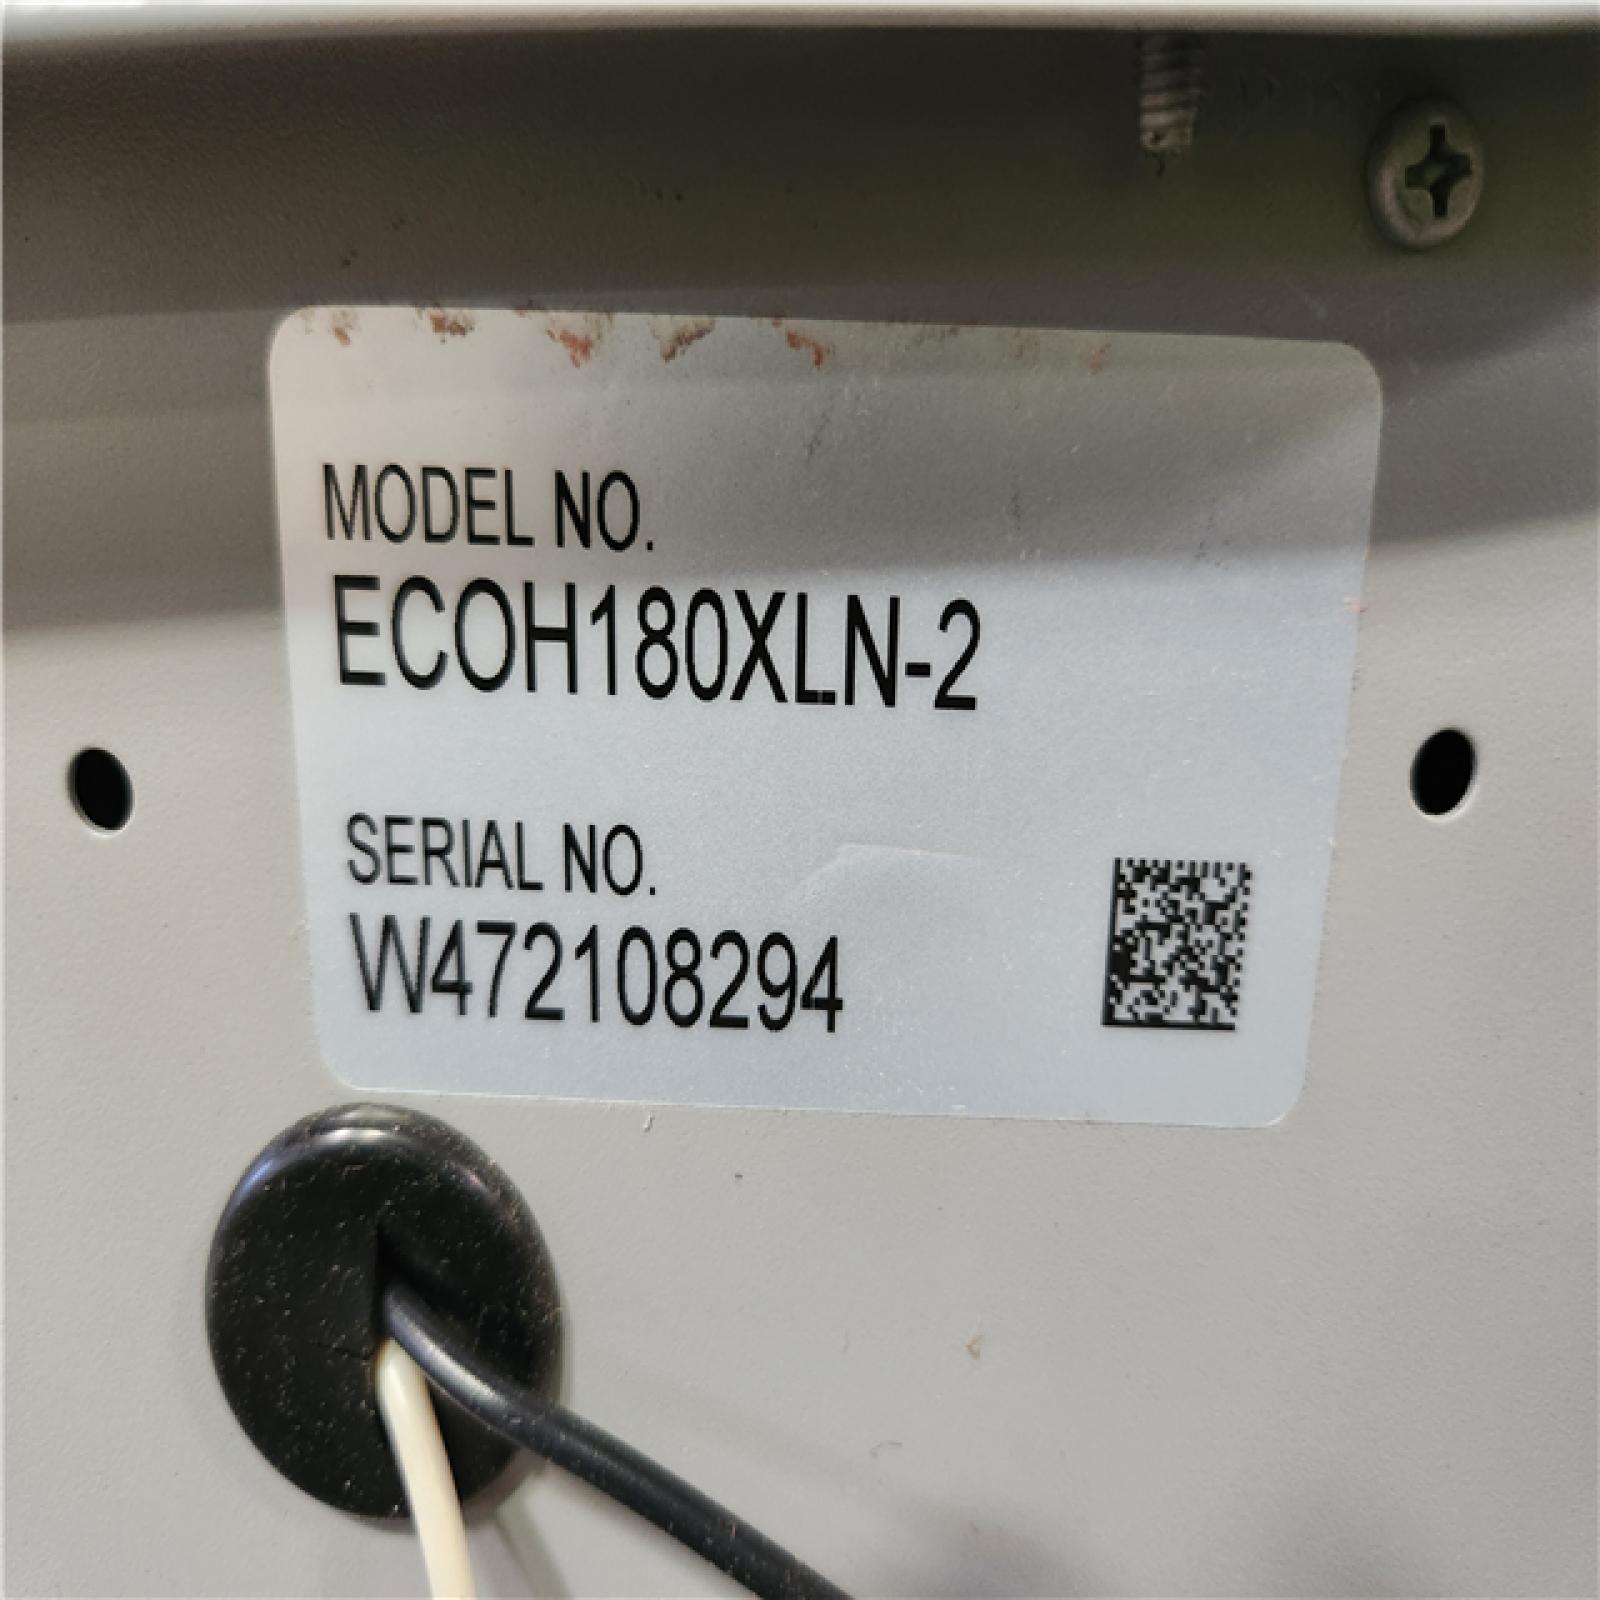 MODEL NO.
ECOH180XLN-2
SERIAL NO.
W472108294